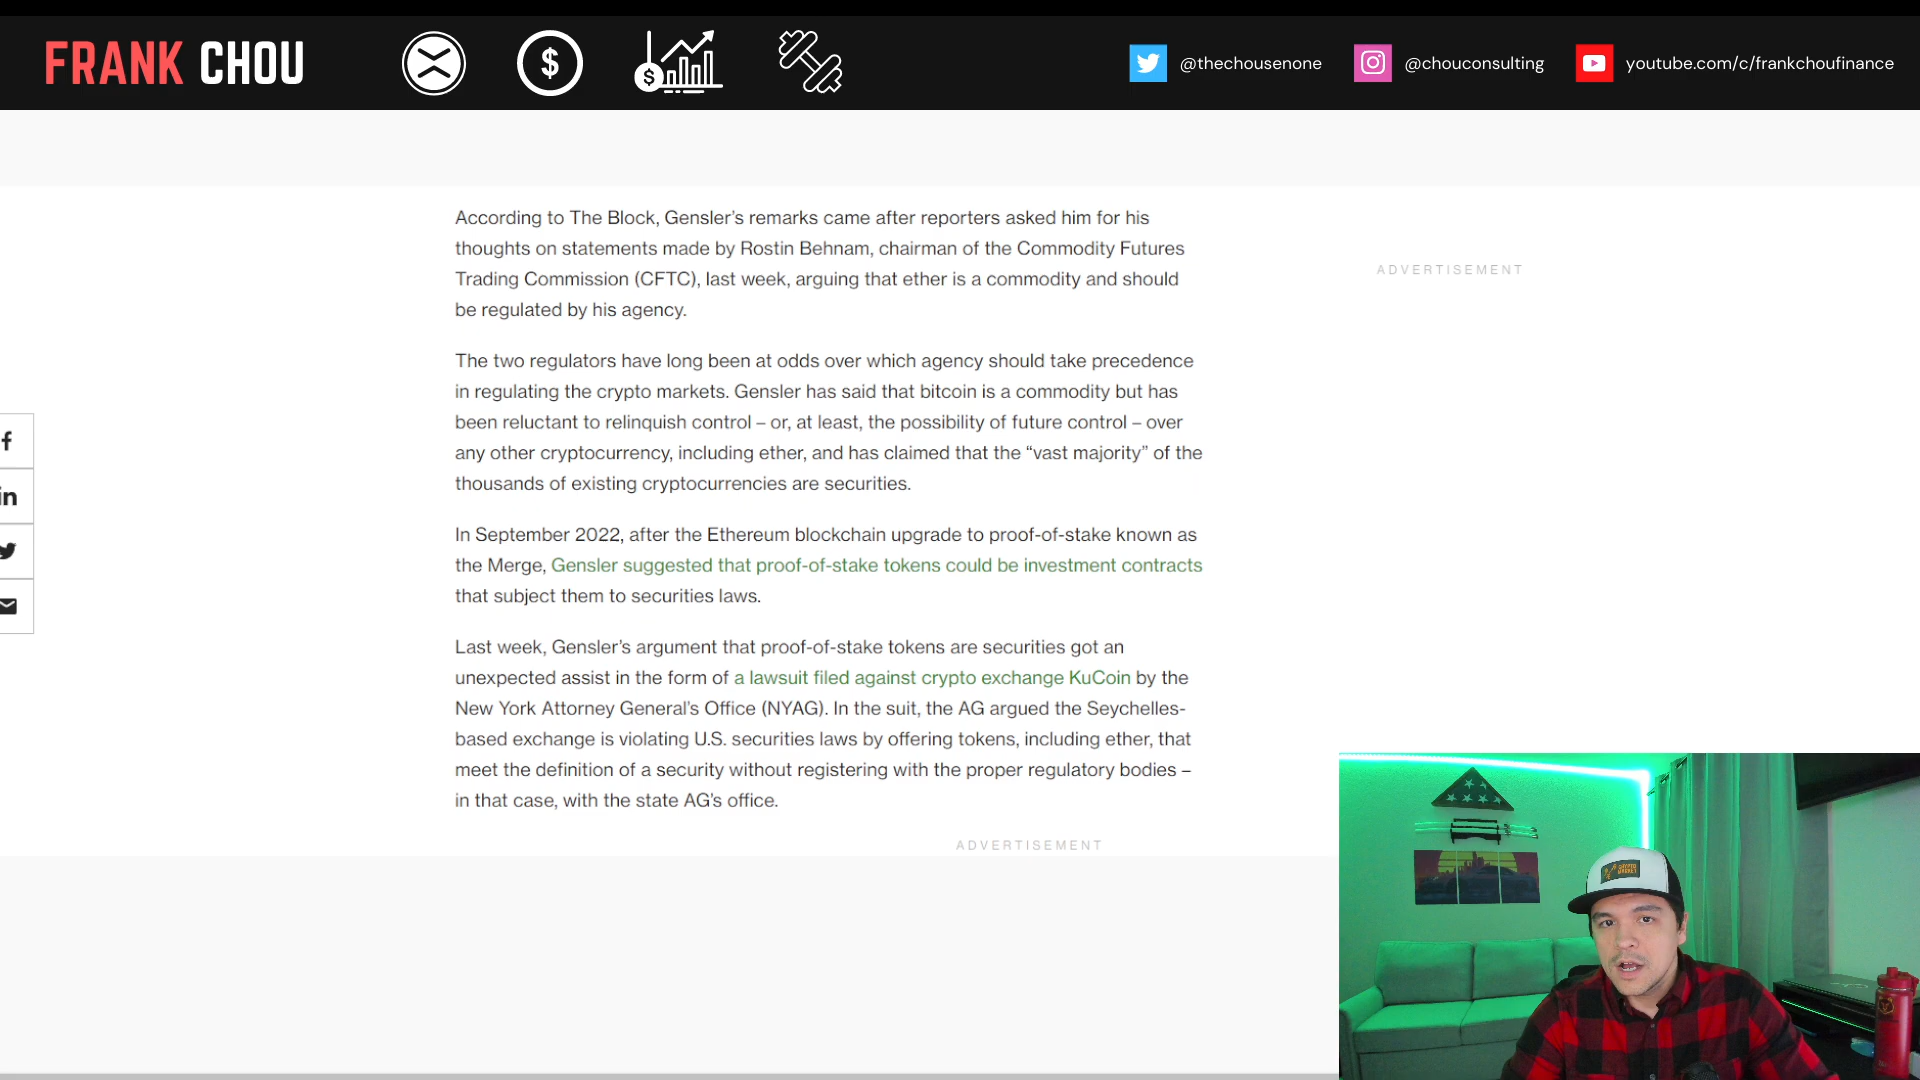 FRANK CHOU
@thechousenone
@chouconsulting
youtube.com/c/frankchoufinance
According to The Block, Gensler’s remarks came after reporters asked him for his
thoughts on statements made by Rostin Behnam, chairman of the Commodity Futures
Trading Commission (CFTC), last week, arguing that ether is a commodity and should
be regulated by his agency.
ADVERTISEMENT
The two regulators have long been at odds over which agency should take precedence
in regulating the crypto markets. Gensler has said that bitcoin is a commodity but has
been reluctant to relinquish control – or, at least, the possibility of future control – over
any other cryptocurrency, including ether, and has claimed that the “vast majority” of the
thousands of existing cryptocurrencies are securities.
In September 2022, after the Ethereum blockchain upgrade to proof-of-stake known as
the Merge, Gensler suggested that proof-of-stake tokens could be investment contracts
that subject them to securities laws.
Last week, Gensler’s argument that proof-of-stake tokens are securities got an
unexpected assist in the form of a lawsuit filed against crypto exchange KuCoin by the
New York Attorney General’s Office (NYAG). In the suit, the AG argued the Seychelles-
based exchange is violating U.S. securities laws by offering tokens, including ether, that
meet the definition of a security without registering with the proper regulatory bodies –
in that case, with the state AG’s office.
ADVERTISEMENT
CRYPTO
MARKET